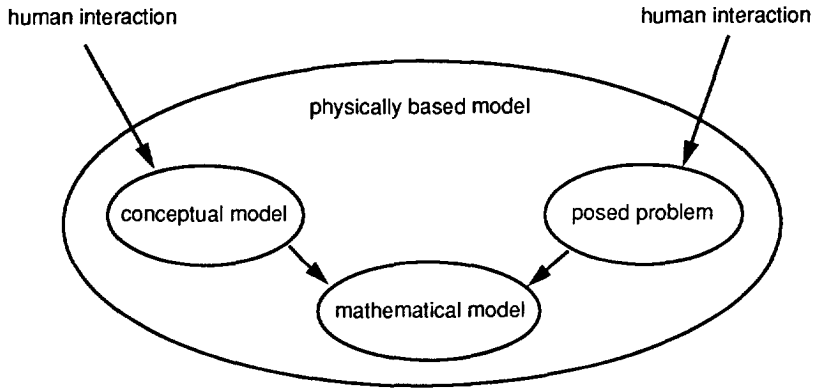 human interaction
human interaction
physically based model
conceptual model
posed problem
mathematical model